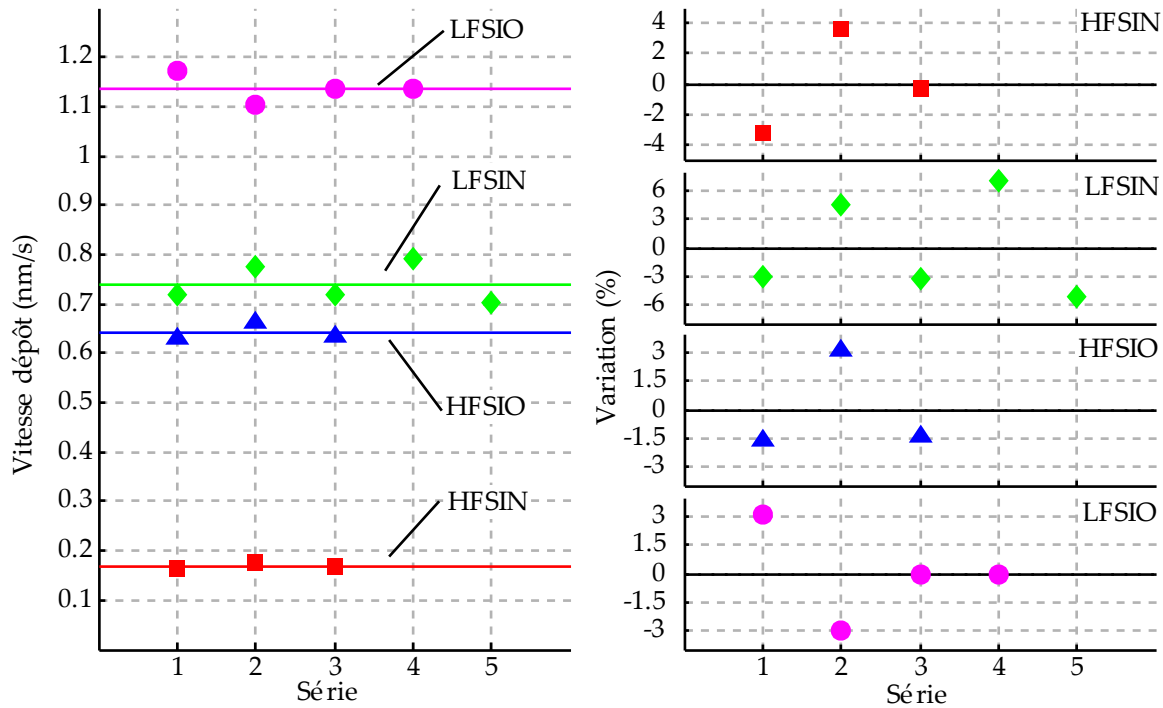 Vitesse dépôt (nm/s)
1.2
1.1
1
0.9
0.8
0.7
0.6
0.5
0.4
0.3
0.2
0.1
LFSIO
LFSIN
HFSIO
HFSIN
1 2 3 4 5
Série
Variation (%)
HFSIN
4
2
0
-2
-4
LFSIN
6
3
0
-3
-6
HFSIO
3
1.5
0
-1.5
-3
LFSIO
3
1.5
0
-1.5
-3
1 2 3 4 5
Série